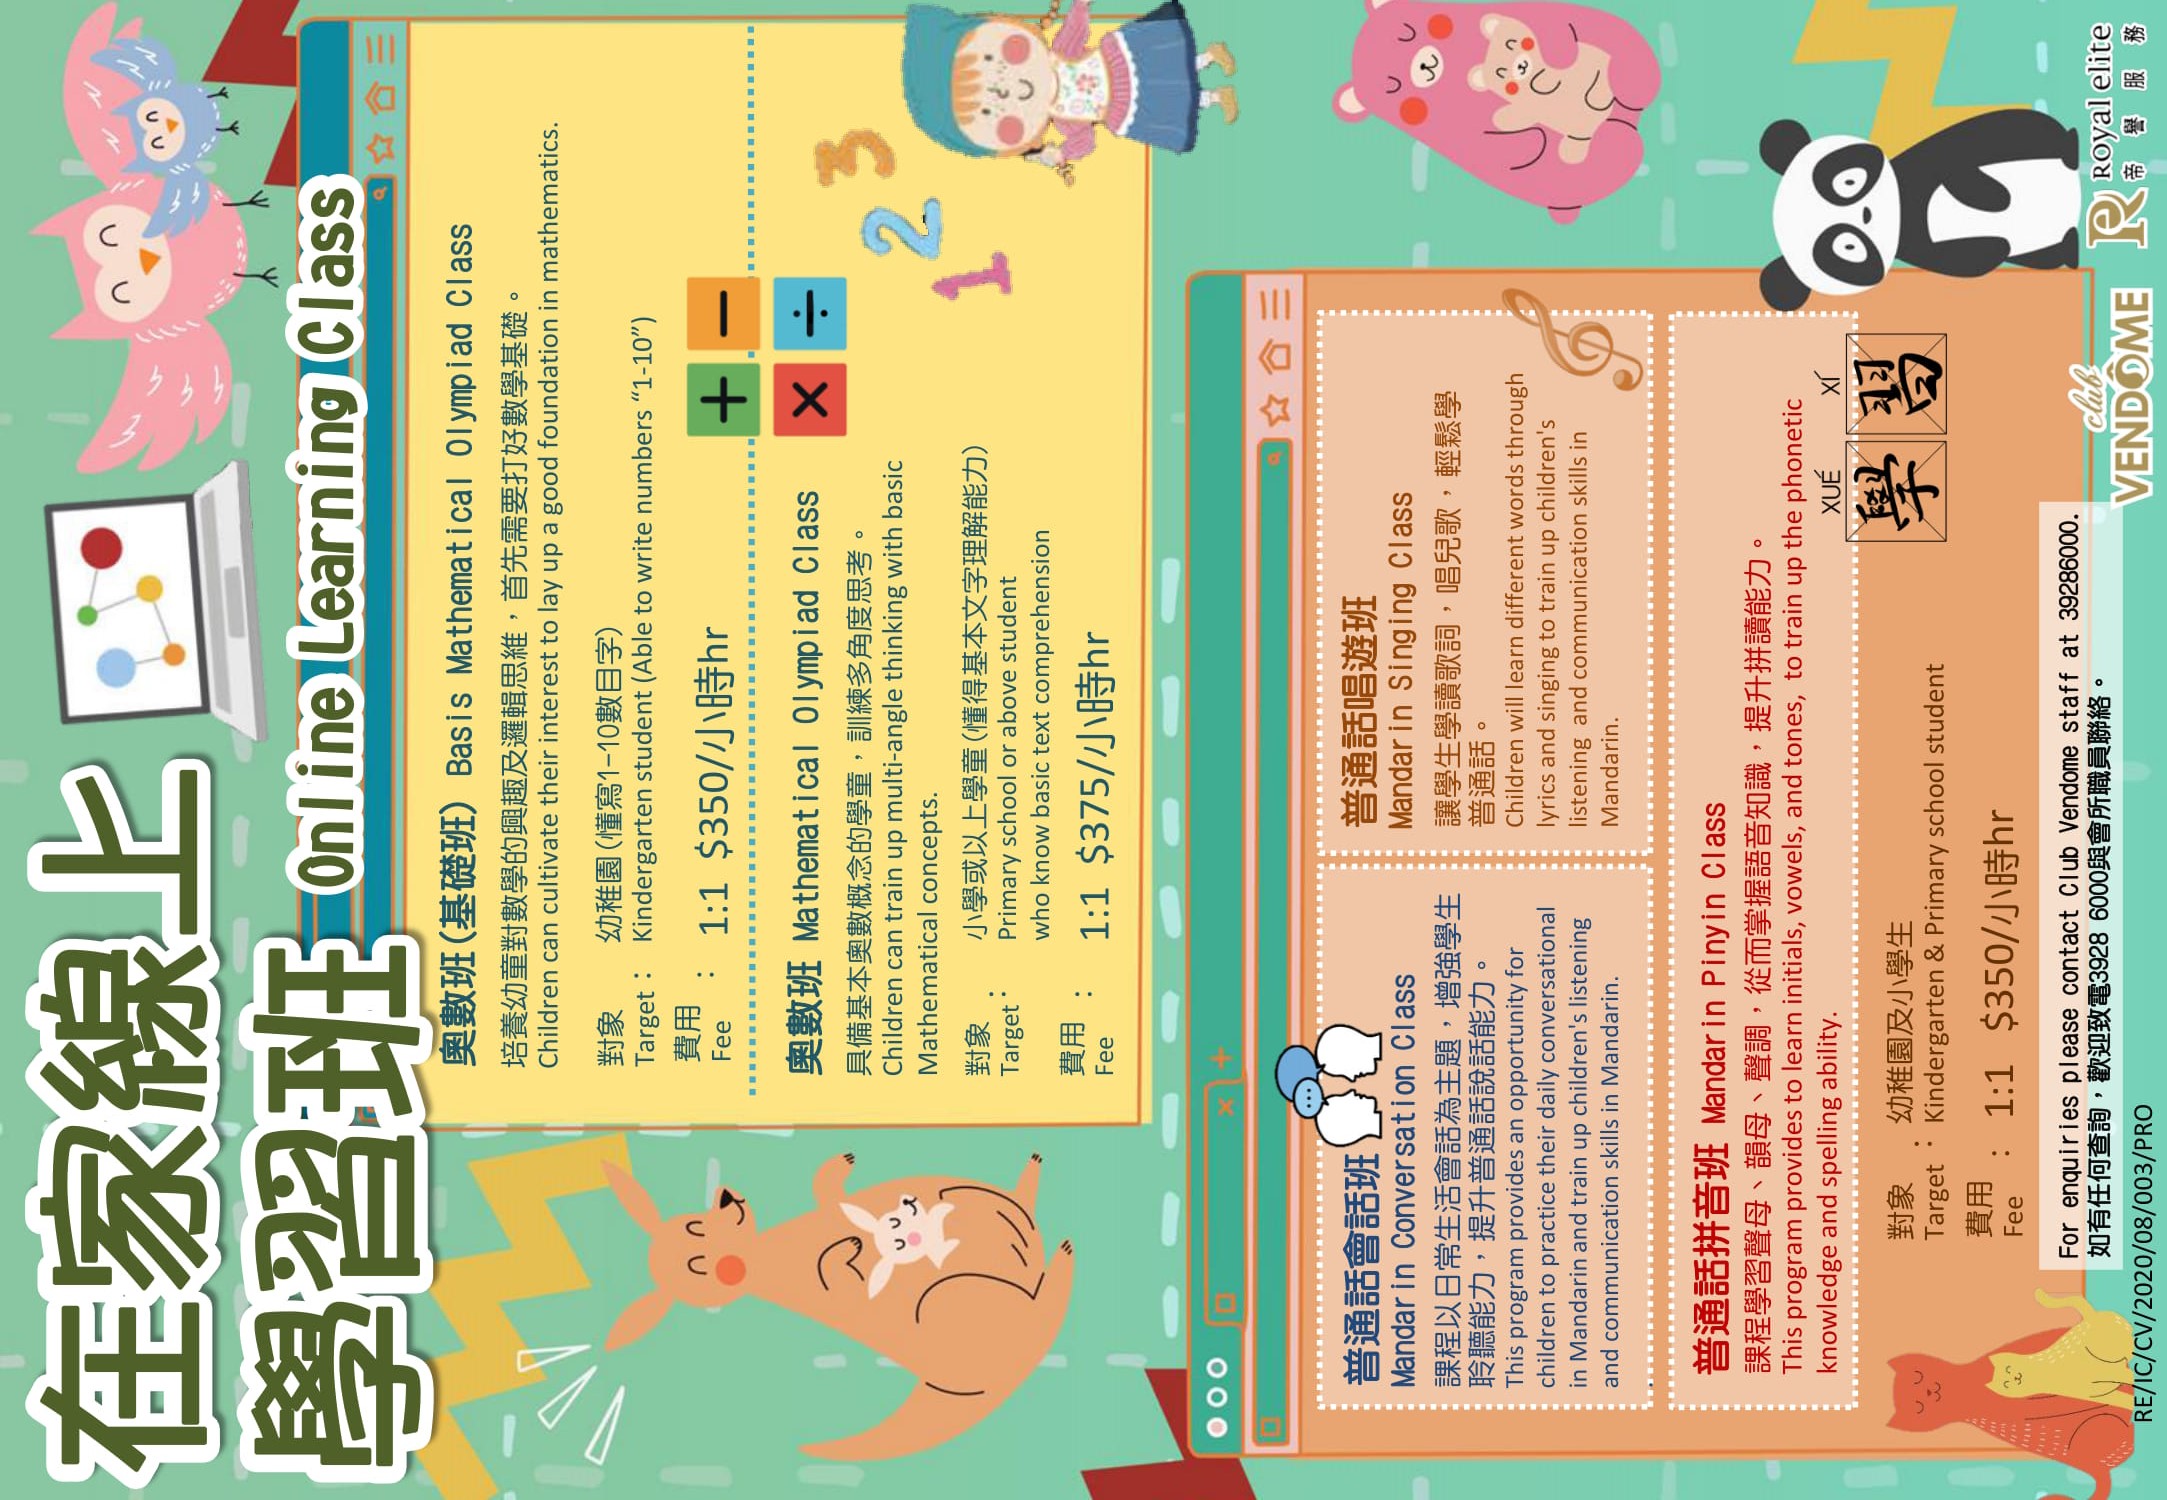 在家線上
學習班
Online Learning Class
奧數班(基礎班) Basis Mathematical Olympiad Class
培養幼童對數學的興趣及邏輯思維，首先需要打好數學基礎。
Children can cultivate their interest to lay up a good foundation in mathematics.
對象 幼稚園(懂寫1-10數目字)
Target： Kindergarten student (Able to write numbers “1-10”)
費用
Fee ： 1:1 $350/小時hr
奧數班 Mathematical Olympiad Class
具備基本奧數概念的學童，訓練多角度思考。
Children can train up multi-angle thinking with basic
Mathematical concepts.
對象 小學或以上學童(懂得基本文字理解能力)
Target： Primary school or above student
who know basic text comprehension
費用
Fee ： 1:1 $375/小時hr
+ −
× ÷
1 2 3
普通話會話班
Mandarin Conversation Class
課程以日常生活會話為主題，增強學生
聆聽能力，提升普通話說話能力。
This program provides an opportunity for
children to practice their daily conversational
in Mandarin and train up children's listening
and communication skills in Mandarin.
.
普通話唱遊班
Mandarin Singing Class
讓學生學讀歌詞，唱兒歌，輕鬆學
普通話。
Children will learn different words through
lyrics and singing to train up children's
listening and communication skills in
Mandarin.
普通話拼音班 Mandarin Pinyin Class
課程學習聲母、韻母、聲調，從而掌握語音知識，提升拼讀能力。
This program provides to learn initials, vowels, and tones, to train up the phonetic
knowledge and spelling ability.
XUÉ XÍ
學習
對象 幼稚園及小學生
Target： Kindergarten & Primary school student
費用
Fee ： 1:1 $350/小時hr
For enquiries please contact Club Vendome staff at 39286000.
如有任何查詢，歡迎致電3928 6000與會所職員聯絡。
club
VENDÔME
Royal elite
帝譽服務
RE/IC/CV/2020/08/003/PRO